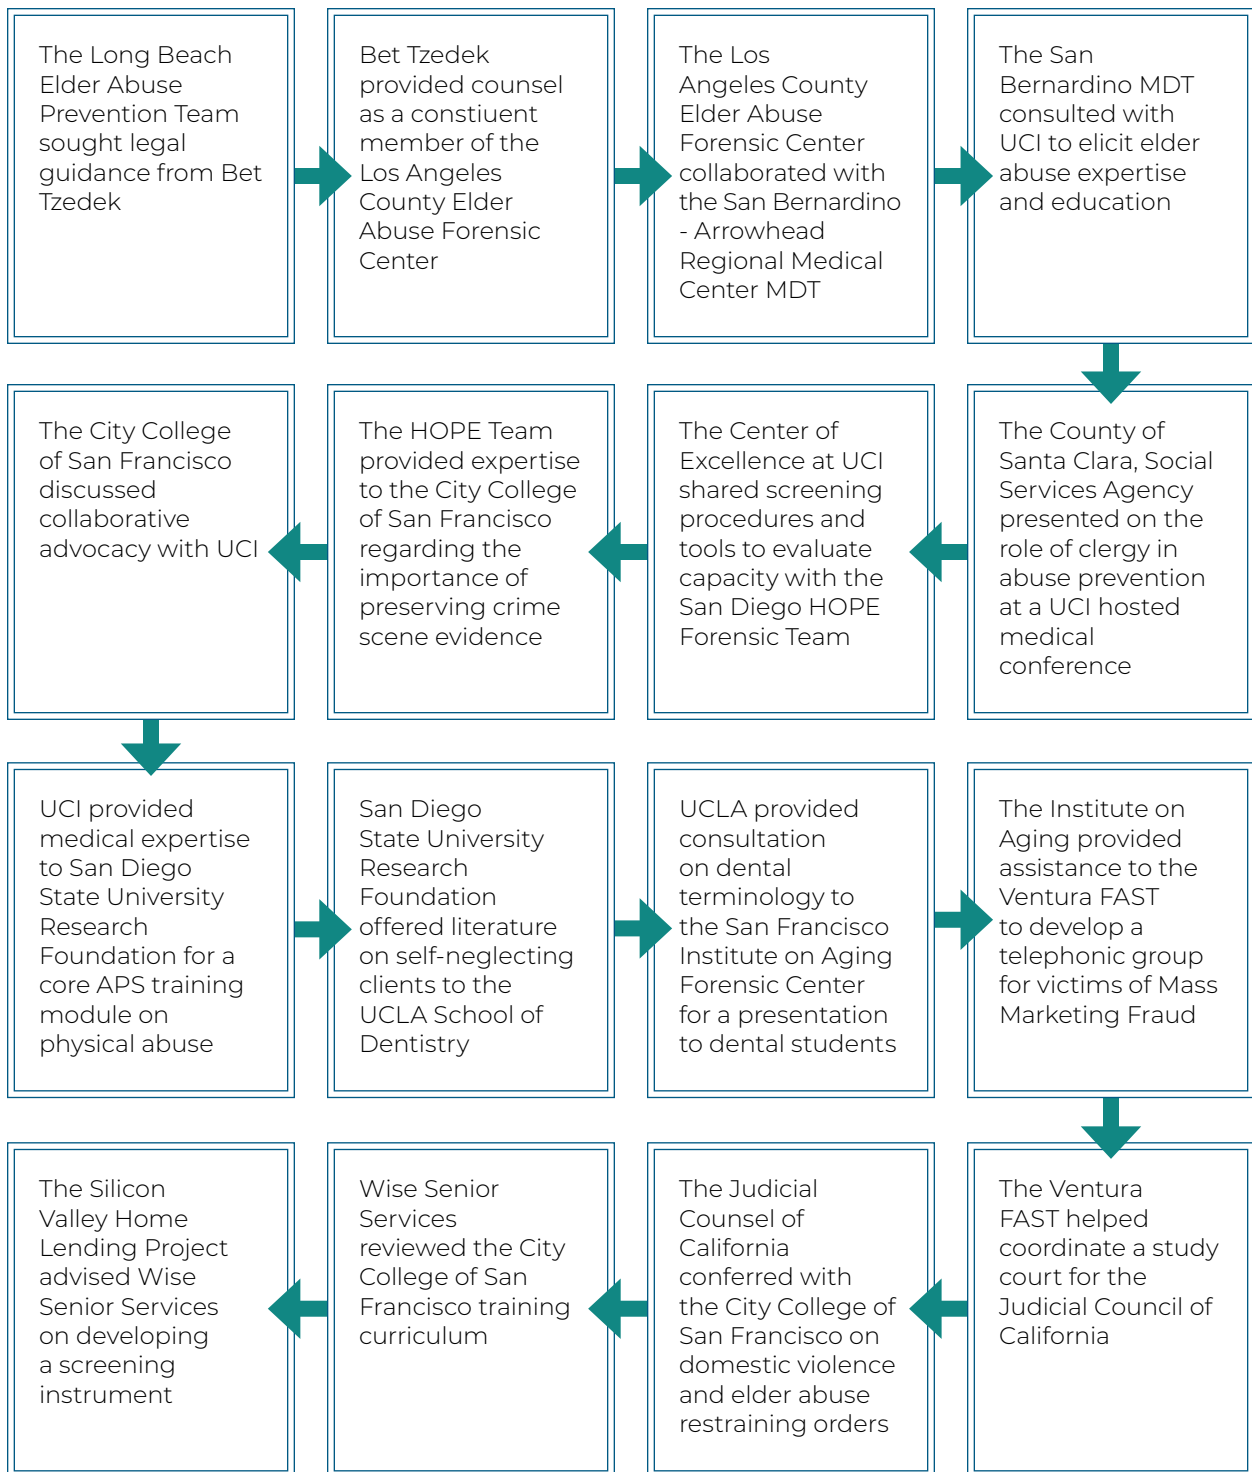 The Long Beach
Elder Abuse
Prevention Team
sought legal
guidance from Bet
Tzedek
Bet Tzedek
provided counsel
as a constiuent
member of the
Los Angeles
County Elder
Abuse Forensic
Center
The Los
Angeles County
Elder Abuse
Forensic Center
collaborated with
the San Bernardino
- Arrowhead
Regional Medical
Center MDT
The San
Bernardino MDT
consulted with
UCI to elicit elder
abuse expertise
and education
The County of
Santa Clara, Social
Services Agency
presented on the
role of clergy in
abuse prevention
at a UCI hosted
medical
conference
The Center of
Excellence at UCI
shared screening
procedures and
tools to evaluate
capacity with the
San Diego HOPE
Forensic Team
The HOPE Team
provided expertise
to the City College
of San Francisco
regarding the
importance of
preserving crime
scene evidence
The City College
of San Francisco
discussed
collaborative
advocacy with UCI
UCI provided
medical expertise
to San Diego
State University
Research
Foundation for a
core APS training
module on
physical abuse
San Diego
State University
Research
Foundation
offered literature
on self-neglecting
clients to the
UCLA School of
Dentistry
UCLA provided
consultation
on dental
terminology to
the San Francisco
Institute on Aging
Forensic Center
for a presentation
to dental students
The Institute on
Aging provided
assistance to the
Ventura FAST
to develop a
telephonic group
for victims of Mass
Marketing Fraud
The Ventura
FAST helped
coordinate a study
court for the
Judicial Council of
California
The Judicial
Counsel of
California
conferred with
the City College of
San Francisco on
domestic violence
and elder abuse
restraining orders
Wise Senior
Services
reviewed the City
College of San
Francisco training
curriculum
The Silicon
Valley Home
Lending Project
advised Wise
Senior Services
on developing
a screening
instrument